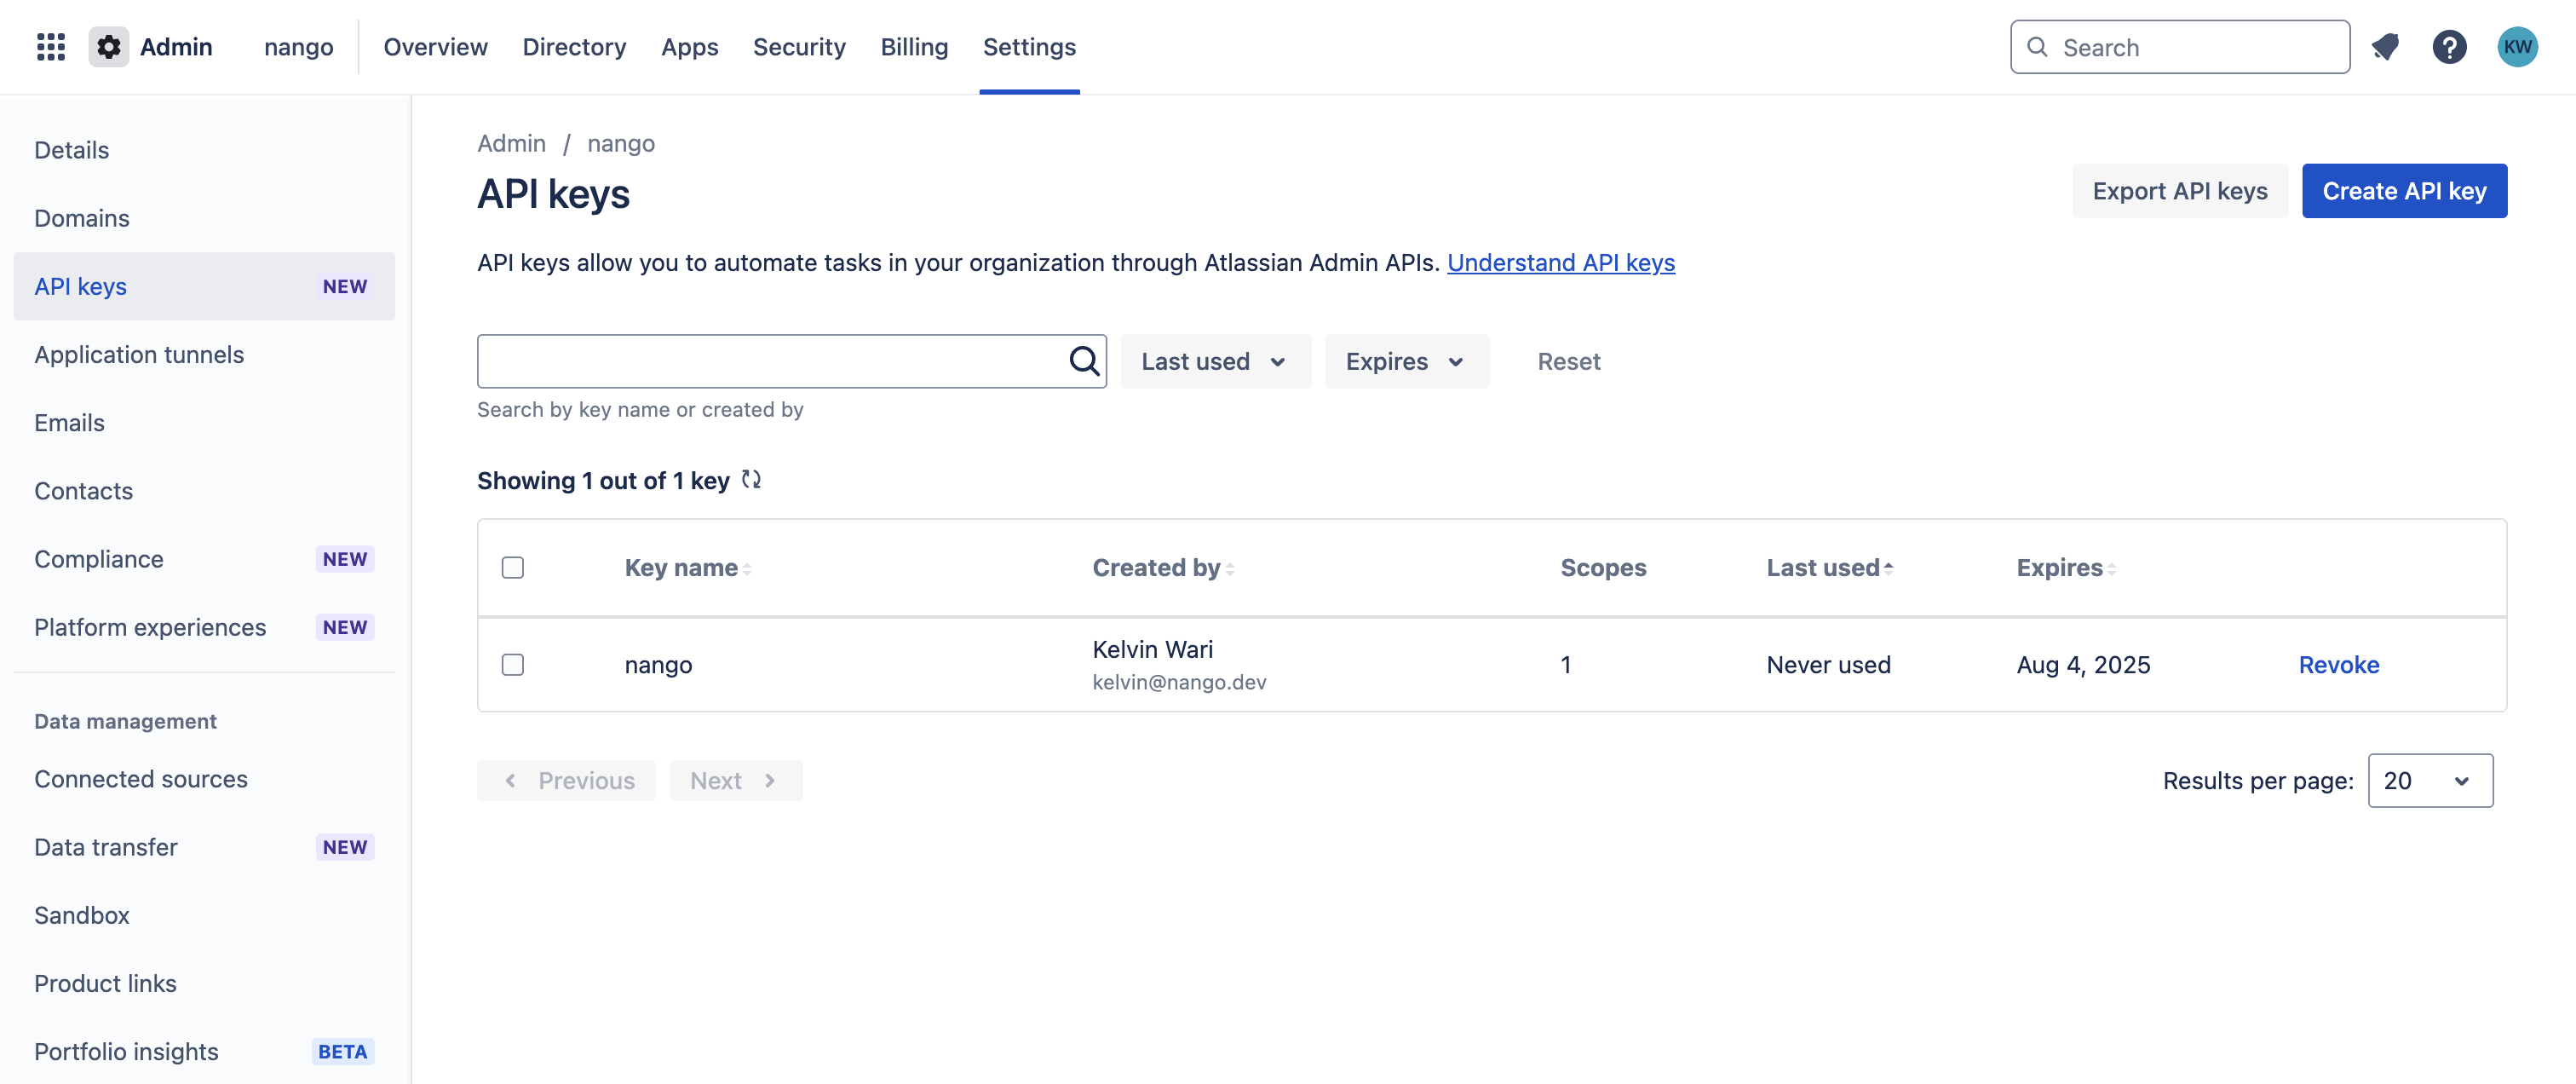 Admin nango Overview Directory Apps Security Billing Settings Search KW
Details
Domains
API keys NEW
Application tunnels
Emails
Contacts
Compliance NEW
Platform experiences NEW
Data management
Connected sources
Data transfer NEW
Sandbox
Product links
Portfolio insights BETA
Admin / nango
API keys
Export API keys Create API key
API keys allow you to automate tasks in your organization through Atlassian Admin APIs. Understand API keys
Last used Expires Reset
Search by key name or created by
Showing 1 out of 1 key
Key name Created by Scopes Last used Expires
nango Kelvin Wari 1 Never used Aug 4, 2025 Revoke
kelvin@nango.dev
Previous Next Results per page: 20